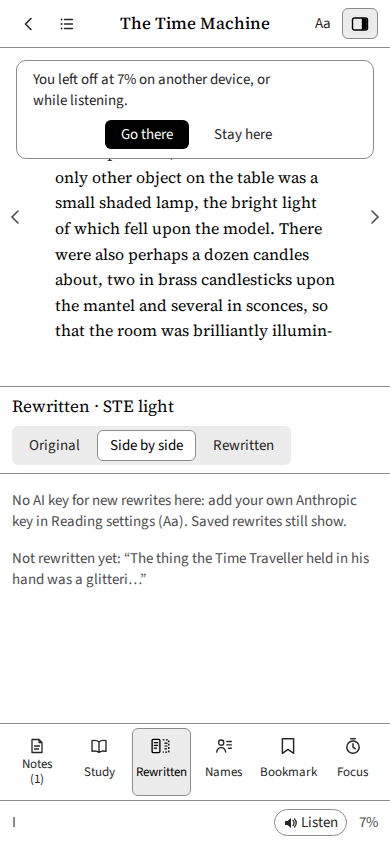 The Time Machine
Aa
You left off at 7% on another device, or
while listening.
Go there
Stay here
only other object on the table was a
small shaded lamp, the bright light
of which fell upon the model. There
were also perhaps a dozen candles
about, two in brass candlesticks upon
the mantel and several in sconces, so
that the room was brilliantly illumin-
Rewritten · STE light
Original
Side by side
Rewritten
No AI key for new rewrites here: add your own Anthropic
key in Reading settings (Aa). Saved rewrites still show.
Not rewritten yet: “The thing the Time Traveller held in his
hand was a glitteri…”
Notes
(1)
Study
Rewritten
Names
Bookmark
Focus
I
Listen
7%